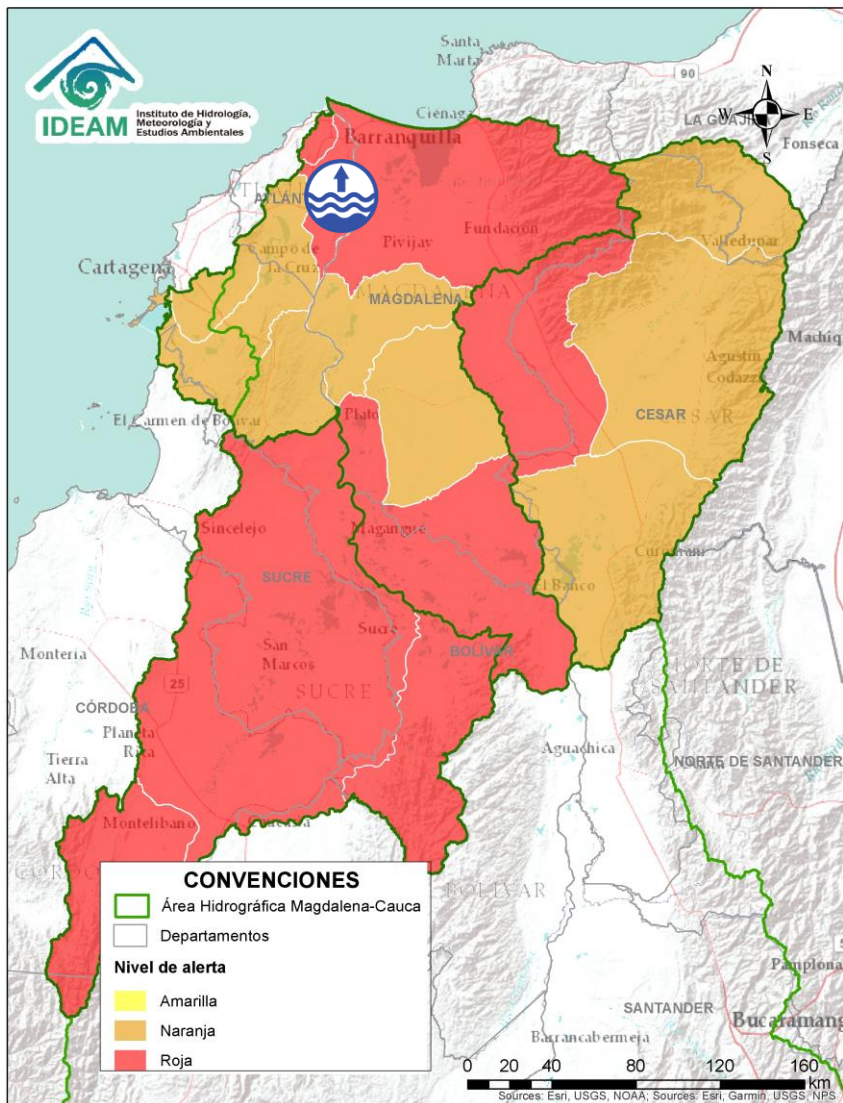 Santa
Marta
90
N
W E
S
IDEAM
Instituto de Hidrología,
Meteorología y
Estudios Ambientales
Ciénaga
LA GUAJI
Fonseca
Barranquilla
ATLÁNT
Pivijay
Fundación
Valledupar
Campo de
la Cruz
Cartagena
MAGDALENA
Machiq
Agustín
Codazzi
CESAR
El Carmen de Bolívar
Plato
Sincelejo
Magangué
SUCRE
El Banco
Sucre
San
Marcos
BOLÍVAR
SUCRE
NORTE DE
SANTANDER
Montería
25
CÓRDOBA
Planeta
Rica
Tierra
Alta
Aguachica
NORTE DE SANTANDER
Montelíbano
BOLÍVAR
CONVENCIONES
Área Hidrográfica Magdalena-Cauca
Departamentos
Nivel de alerta
Amarilla
Naranja
Roja
Pamplona
SANTANDER
Bucaramang
Barrancabermeja
0 20 40 80 120 160
km
Sources: Esri, USGS, NOAA; Sources: Esri, Garmin, USGS, NPS